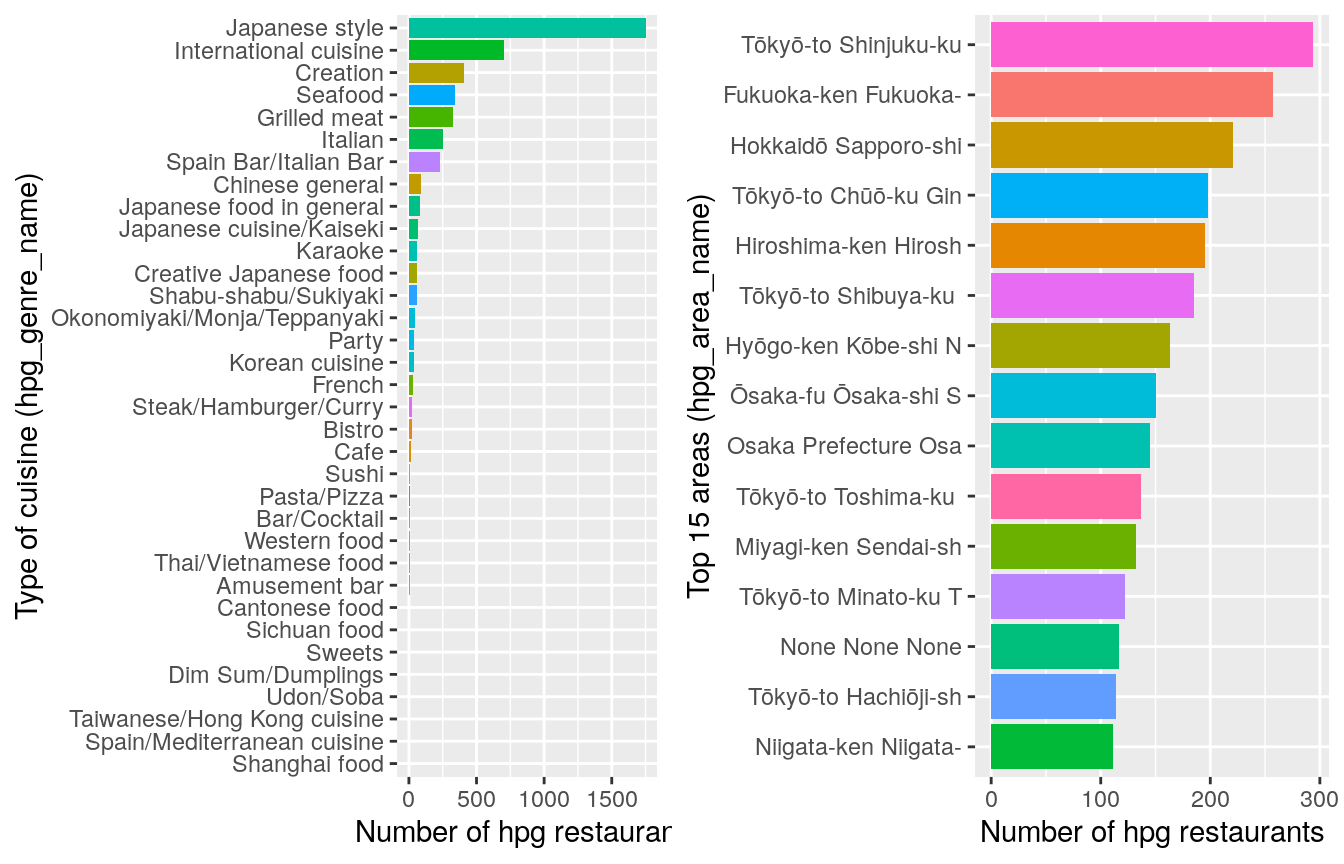 Type of cuisine (hpg_genre_name)
Japanese style
International cuisine
Creation
Seafood
Grilled meat
Italian
Spain Bar/Italian Bar
Chinese general
Japanese food in general
Japanese cuisine/Kaiseki
Karaoke
Creative Japanese food
Shabu-shabu/Sukiyaki
Okonomiyaki/Monja/Teppanyaki
Party
Korean cuisine
French
Steak/Hamburger/Curry
Bistro
Cafe
Sushi
Pasta/Pizza
Bar/Cocktail
Western food
Thai/Vietnamese food
Amusement bar
Cantonese food
Sichuan food
Sweets
Dim Sum/Dumplings
Udon/Soba
Taiwanese/Hong Kong cuisine
Spain/Mediterranean cuisine
Shanghai food
0 500 1000 1500
Number of hpg restauran
Top 15 areas (hpg_area_name)
Tōkyō-to Shinjuku-ku
Fukuoka-ken Fukuoka-
Hokkaidō Sapporo-shi
Tōkyō-to Chūō-ku Gin
Hiroshima-ken Hirosh
Tōkyō-to Shibuya-ku
Hyōgo-ken Kōbe-shi N
Ōsaka-fu Ōsaka-shi S
Osaka Prefecture Osa
Tōkyō-to Toshima-ku
Miyagi-ken Sendai-sh
Tōkyō-to Minato-ku T
None None None
Tōkyō-to Hachiōji-sh
Niigata-ken Niigata-
0 100 200 300
Number of hpg restaurants